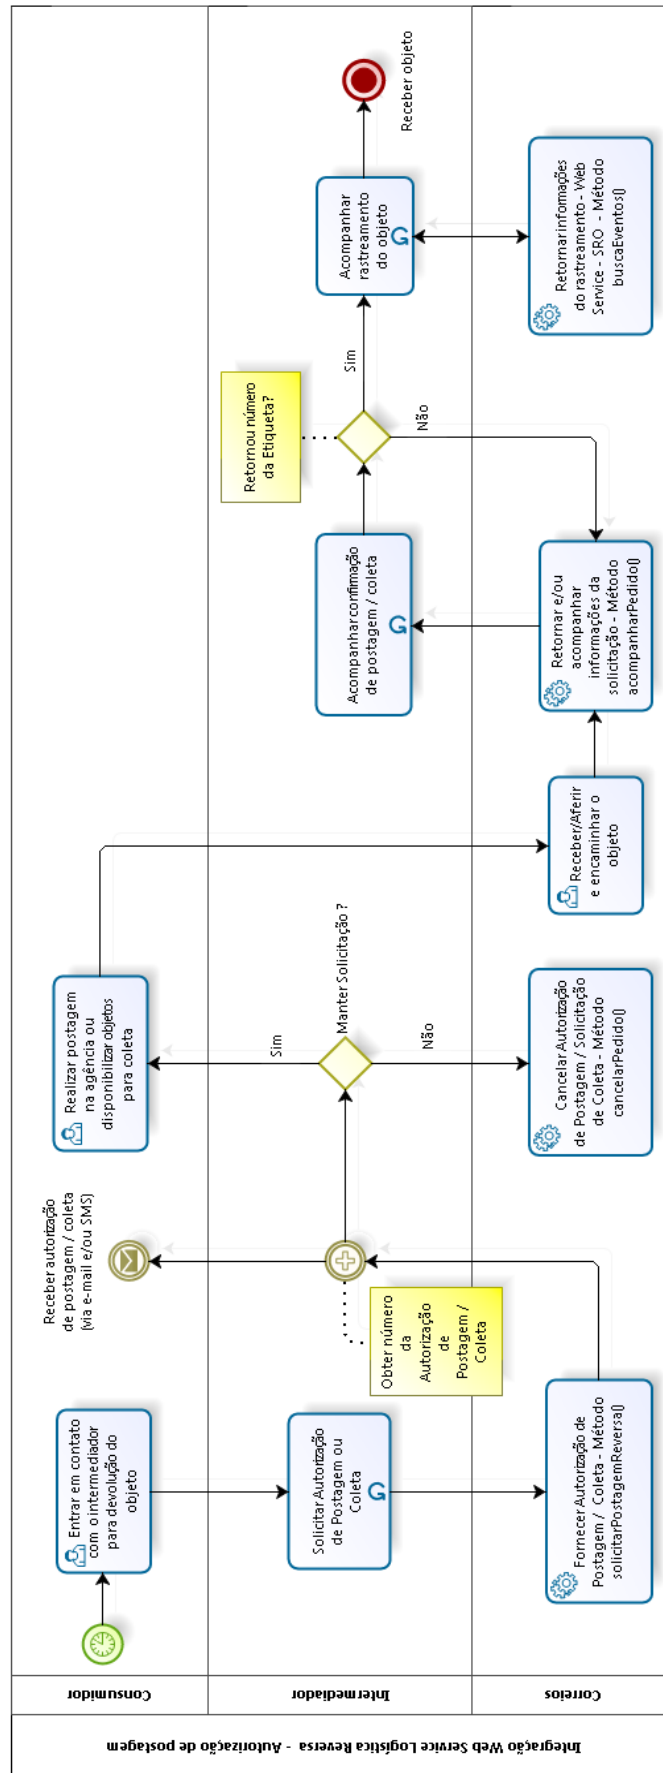 Integração Web Service Logística Reversa - Autorização de postagem
Consumidor
Intermediador
Correios
Entrar em contato
com o intermediador
para devolução do
objeto
Solicitar Autorização
de Postagem ou
Coleta
Fornecer Autorização de
Postagem / Coleta - Método
solicitarPostagemReversa()
Obter número
da
Autorização
de
Postagem /
Coleta
Receber autorização
de postagem / coleta
(via e-mail e/ou SMS)
Manter Solicitação ?
Sim
Não
Realizar postagem
na agência ou
disponibilizar objetos
para coleta
Cancelar Autorização
de Postagem / Solicitação
de Coleta - Método
cancelarPedido()
Receber/Aferir
e encaminhar o
objeto
Retornar e/ou
acompanhar
informações da
solicitação - Método
acompanharPedido()
Acompanhar confirmação
de postagem / coleta
Retornou número
da Etiqueta?
Sim
Não
Acompanhar
rastreamento
do objeto
Retornar informações
do rastreamento - Web
Service - SRO - Método
buscaEventos()
Receber objeto